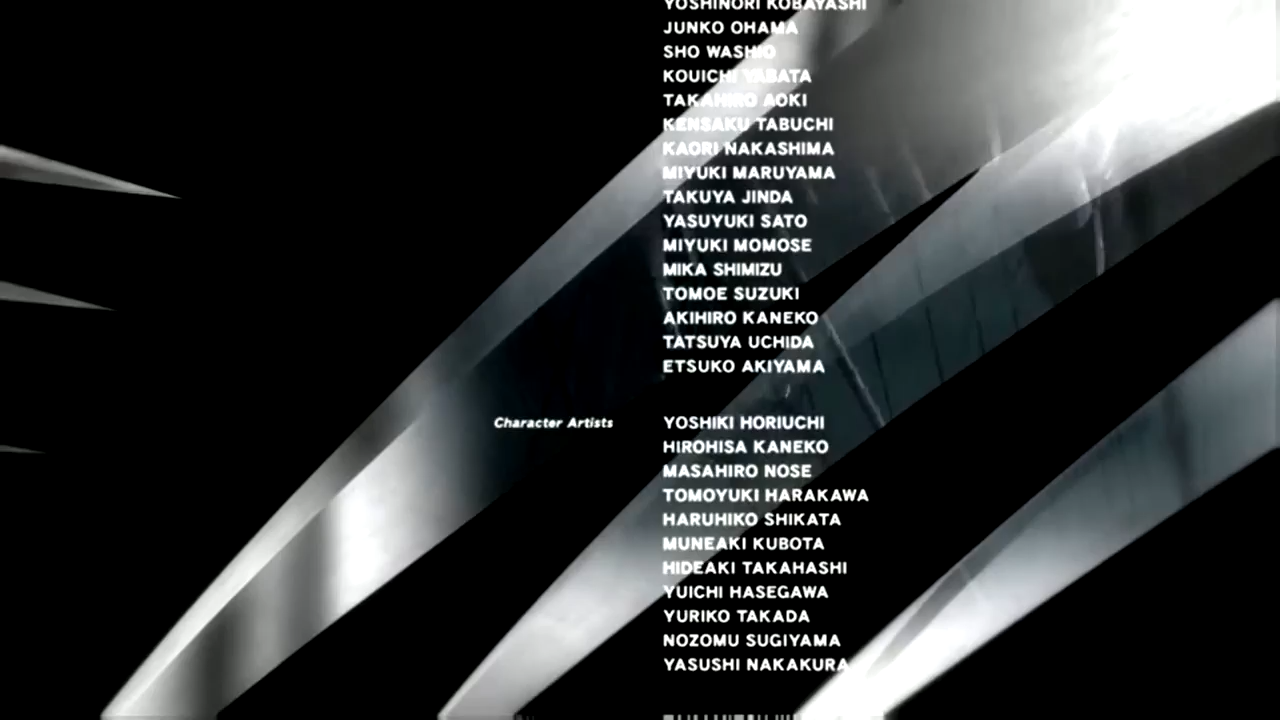 YOSHINORI KOBAYASHI
JUNKO OHAMA
SHO WASHIO
KOUICHI YABATA
TAKAHIRO AOKI
KENSAKU TABUCHI
KAORI NAKASHIMA
MIYUKI MARUYAMA
TAKUYA JINDA
YASUYUKI SATO
MIYUKI MOMOSE
MIKA SHIMIZU
TOMOE SUZUKI
AKIHIRO KANEKO
TATSUYA UCHIDA
ETSUKO AKIYAMA
Character Artists YOSHIKI HORIUCHI
HIROHISA KANEKO
MASAHIRO NOSE
TOMOYUKI HARAKAWA
HARUHIKO SHIKATA
MUNEAKI KUBOTA
HIDEAKI TAKAHASHI
YUICHI HASEGAWA
YURIKO TAKADA
NOZOMU SUGIYAMA
YASUSHI NAKAKURA